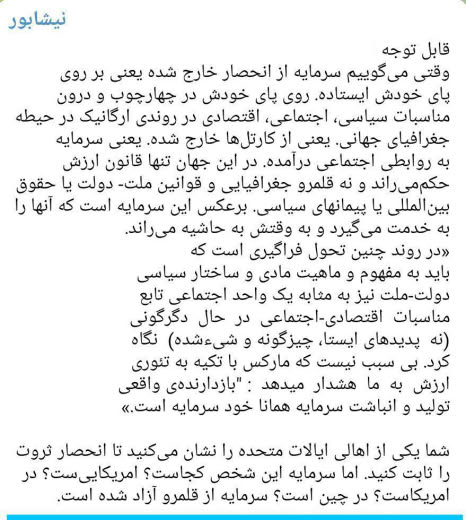 نیشابور
قابل توجه
وقتی می‌گوییم سرمایه از انحصار خارج شده یعنی بر روی
پای خودش ایستاده. روی پای خودش در چهارچوب و درون
مناسبات سیاسی، اجتماعی، اقتصادی در روندی ارگانیک در حیطه
جغرافیای جهانی. یعنی از کارتل‌ها خارج شده. یعنی سرمایه
به روابطی اجتماعی درآمده. در این جهان تنها قانون ارزش
حکم‌می‌راند و نه قلمرو جغرافیایی و قوانین ملت- دولت یا حقوق
بین‌المللی یا پیمانهای سیاسی. برعکس این سرمایه است که آنها را
به خدمت می‌گیرد و به وقتش به حاشیه می‌راند.
«در روند چنین تحول فراگیری است که
باید به مفهوم و ماهیت مادی و ساختار سیاسی
دولت-ملت نیز به مثابه یک واحد اجتماعی تابع
مناسبات اقتصادی-اجتماعی در حال دگرگونی
(نه پدیدهای ایستا، چیزگونه و شیءشده) نگاه
کرد. بی سبب نیست که مارکس با تکیه به تئوری
ارزش به ما هشدار میدهد : "بازدارنده‌ی واقعی
تولید و انباشت سرمایه همانا خود سرمایه است.»
شما یکی از اهالی ایالات متحده را نشان می‌کنید تا انحصار ثروت
را ثابت کنید. اما سرمایه این شخص کجاست؟ امریکایی‌ست؟ در
امریکاست؟ در چین است؟ سرمایه از قلمرو آزاد شده است.